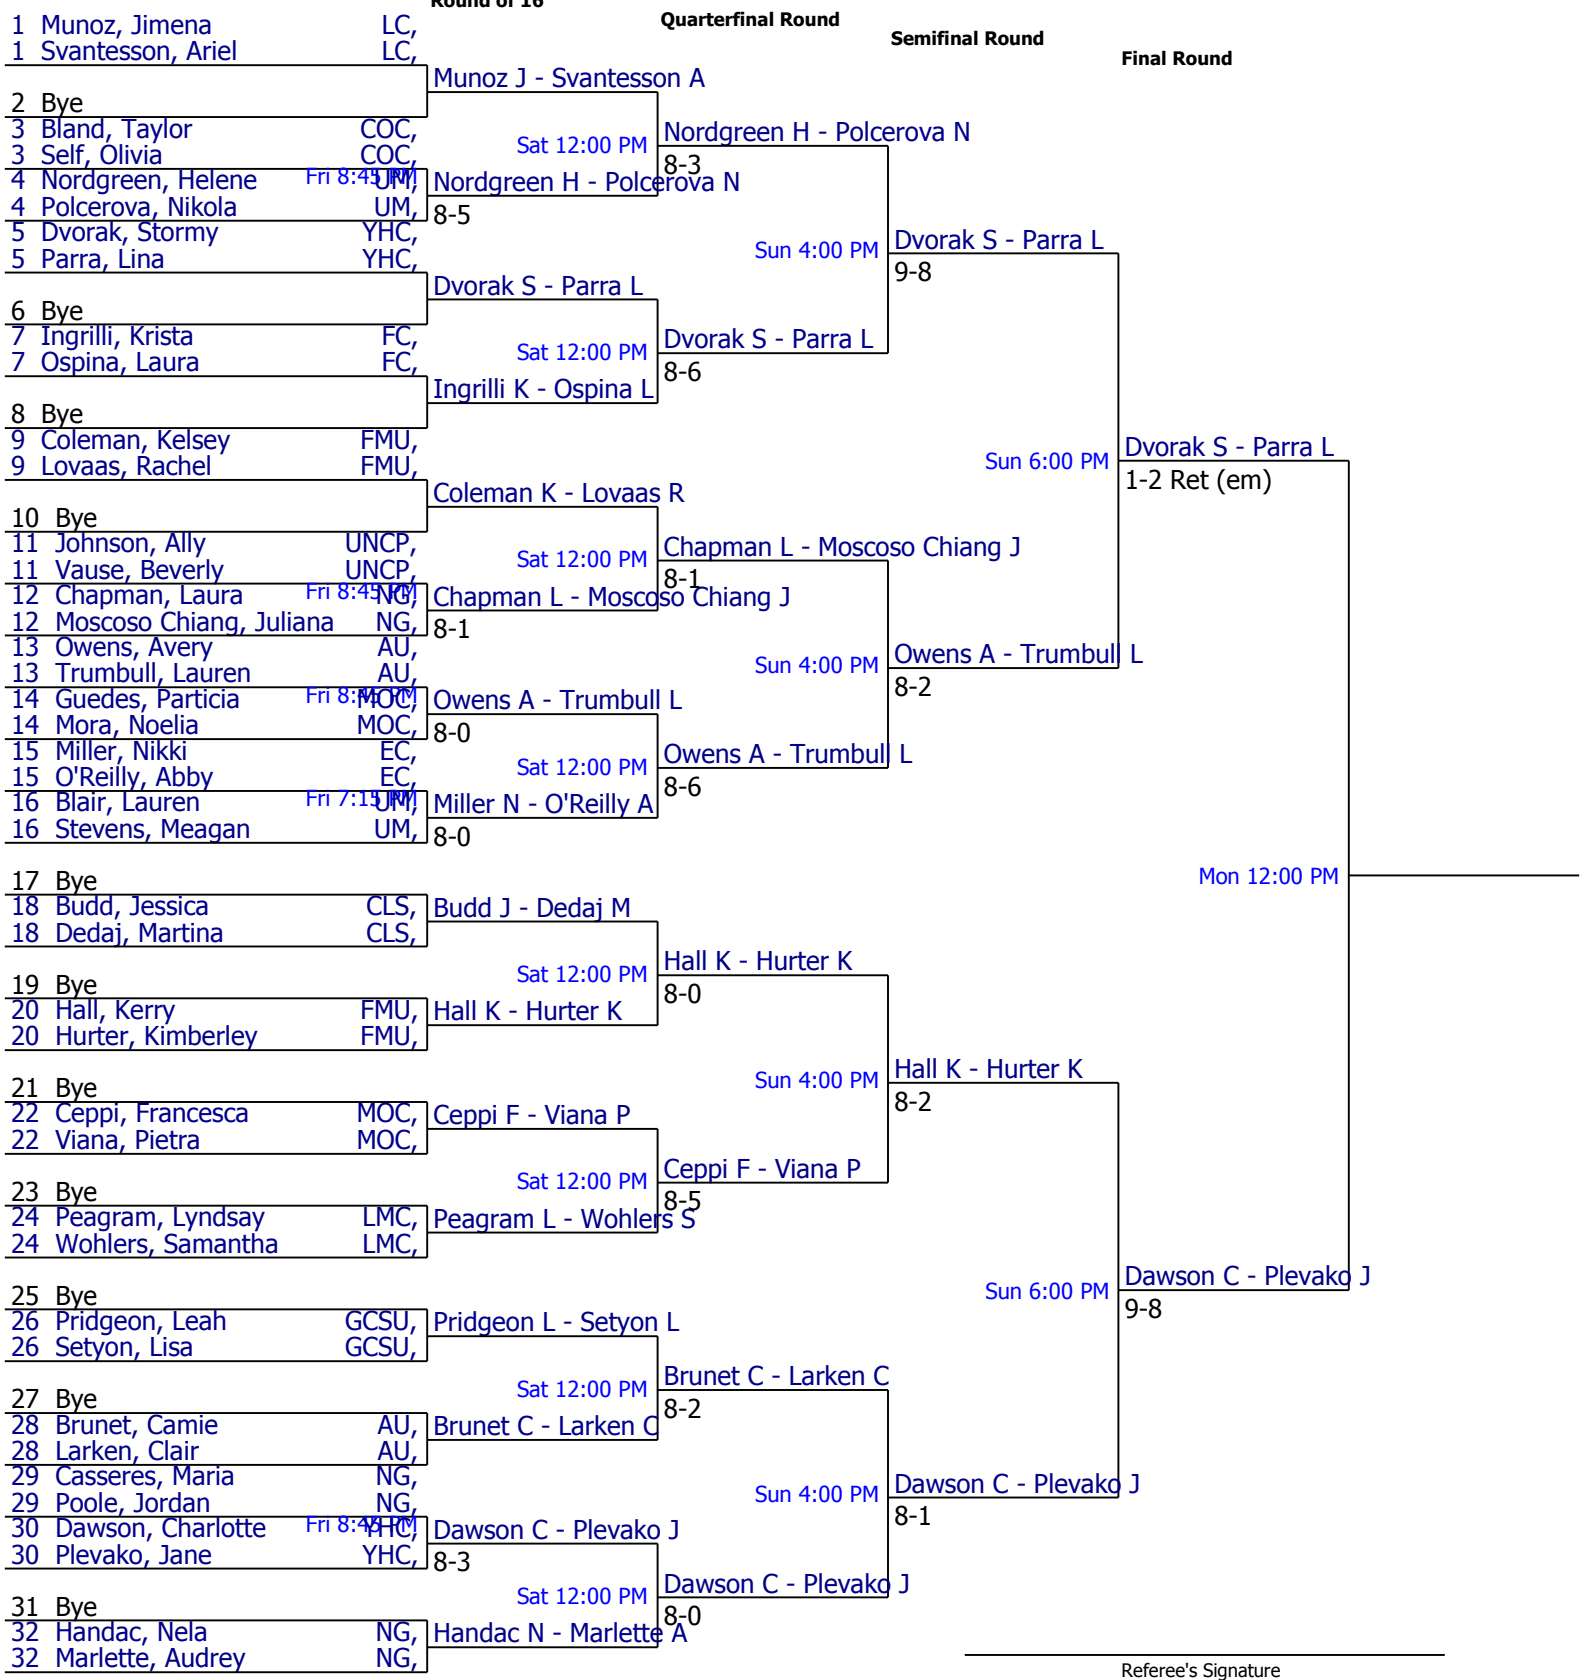 Round of 16
Quarterfinal Round
Semifinal Round
Final Round
1 Munoz, Jimena LC,
1 Svantesson, Ariel LC,
2 Bye
3 Bland, Taylor COC,
3 Self, Olivia COC,
4 Nordgreen, Helene UM,
4 Polcerova, Nikola UM,
5 Dvorak, Stormy YHC,
5 Parra, Lina YHC,
6 Bye
7 Ingrilli, Krista FC,
7 Ospina, Laura FC,
8 Bye
9 Coleman, Kelsey FMU,
9 Lovaas, Rachel FMU,
10 Bye
11 Johnson, Ally UNCP,
11 Vause, Beverly UNCP,
12 Chapman, Laura NG,
12 Moscoso Chiang, Juliana NG,
13 Owens, Avery AU,
13 Trumbull, Lauren AU,
14 Guedes, Particia MOC,
14 Mora, Noelia MOC,
15 Miller, Nikki EC,
15 O'Reilly, Abby EC,
16 Blair, Lauren UM,
16 Stevens, Meagan UM,
17 Bye
18 Budd, Jessica CLS,
18 Dedaj, Martina CLS,
19 Bye
20 Hall, Kerry FMU,
20 Hurter, Kimberley FMU,
21 Bye
22 Ceppi, Francesca MOC,
22 Viana, Pietra MOC,
23 Bye
24 Peagram, Lyndsay LMC,
24 Wohlers, Samantha LMC,
25 Bye
26 Pridgeon, Leah GCSU,
26 Setyon, Lisa GCSU,
27 Bye
28 Brunet, Camie AU,
28 Larken, Clair AU,
29 Casseres, Maria NG,
29 Poole, Jordan NG,
30 Dawson, Charlotte YHC,
30 Plevako, Jane YHC,
31 Bye
32 Handac, Nela NG,
32 Marlette, Audrey NG,
Munoz J - Svantesson A
Fri 8:45 PM
Nordgreen H - Polcerova N
8-5
Dvorak S - Parra L
Ingrilli K - Ospina L
Coleman K - Lovaas R
Fri 8:45 PM
Chapman L - Moscoso Chiang J
8-1
Fri 8:45 PM
Owens A - Trumbull L
8-0
Fri 7:15 PM
Miller N - O'Reilly A
8-0
Budd J - Dedaj M
Hall K - Hurter K
Ceppi F - Viana P
Peagram L - Wohlers S
Pridgeon L - Setyon L
Brunet C - Larken C
Fri 8:45 PM
Dawson C - Plevako J
8-3
Handac N - Marlette A
Sat 12:00 PM
Nordgreen H - Polcerova N
8-3
Sat 12:00 PM
Dvorak S - Parra L
8-6
Sat 12:00 PM
Chapman L - Moscoso Chiang J
8-1
Sat 12:00 PM
Owens A - Trumbull L
8-6
Sat 12:00 PM
Hall K - Hurter K
8-0
Sat 12:00 PM
Ceppi F - Viana P
8-5
Sat 12:00 PM
Brunet C - Larken C
8-2
Sat 12:00 PM
Dawson C - Plevako J
8-0
Sun 4:00 PM
Dvorak S - Parra L
9-8
Sun 4:00 PM
Owens A - Trumbull L
8-2
Sun 4:00 PM
Hall K - Hurter K
8-2
Sun 4:00 PM
Dawson C - Plevako J
8-1
Sun 6:00 PM
Dvorak S - Parra L
1-2 Ret (em)
Sun 6:00 PM
Dawson C - Plevako J
9-8
Mon 12:00 PM
Referee's Signature